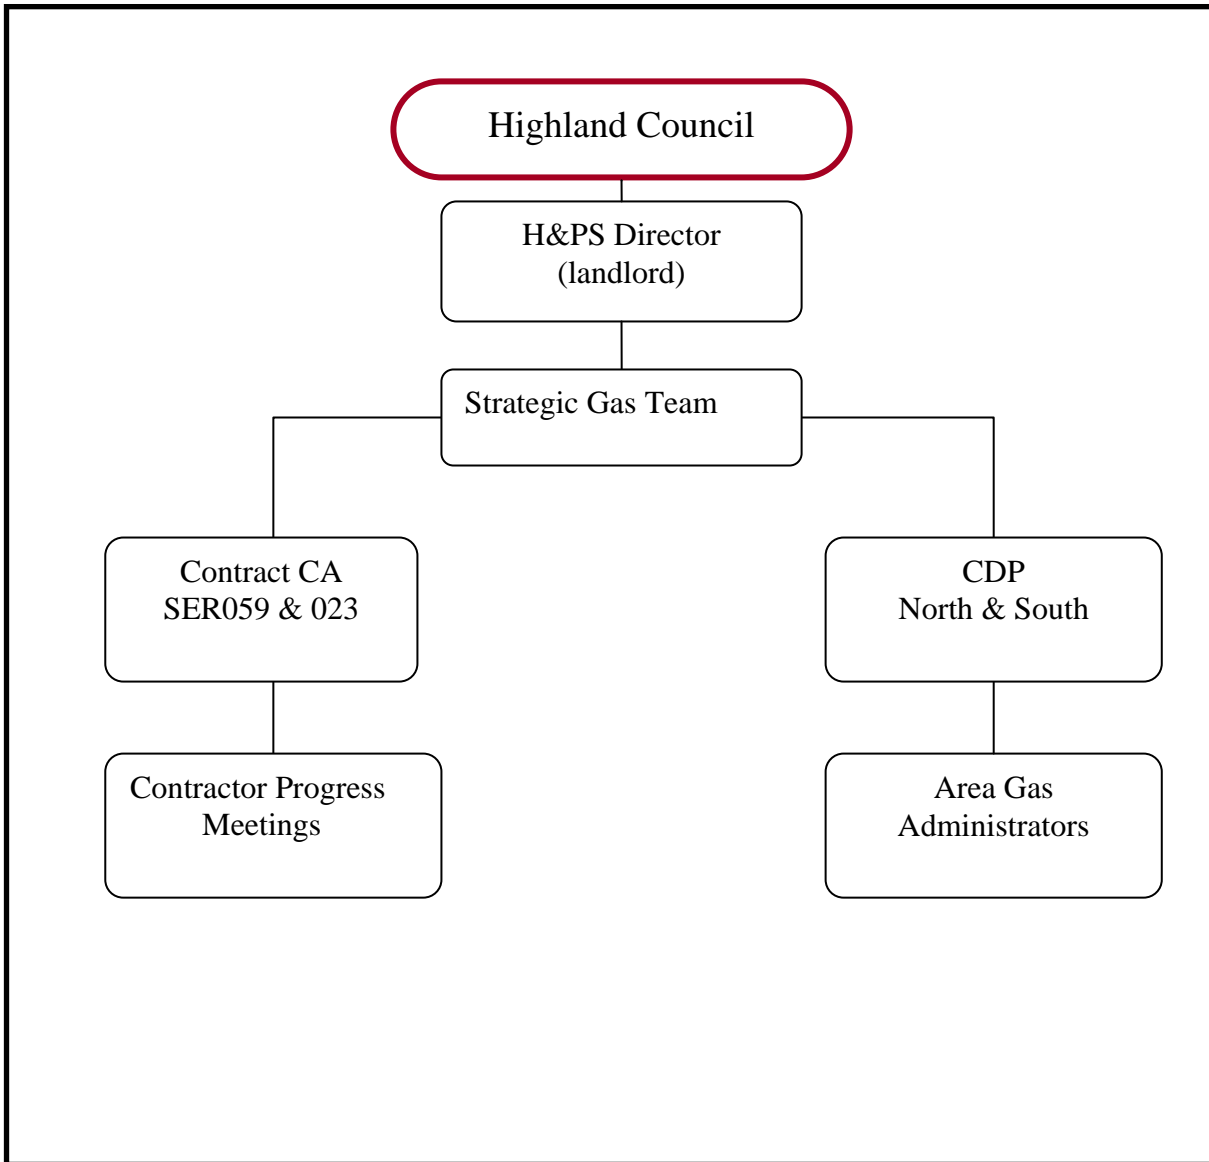 Highland Council
H&PS Director
(landlord)
Strategic Gas Team
Contract CA
SER059 & 023
CDP
North & South
Contractor Progress
Meetings
Area Gas
Administrators